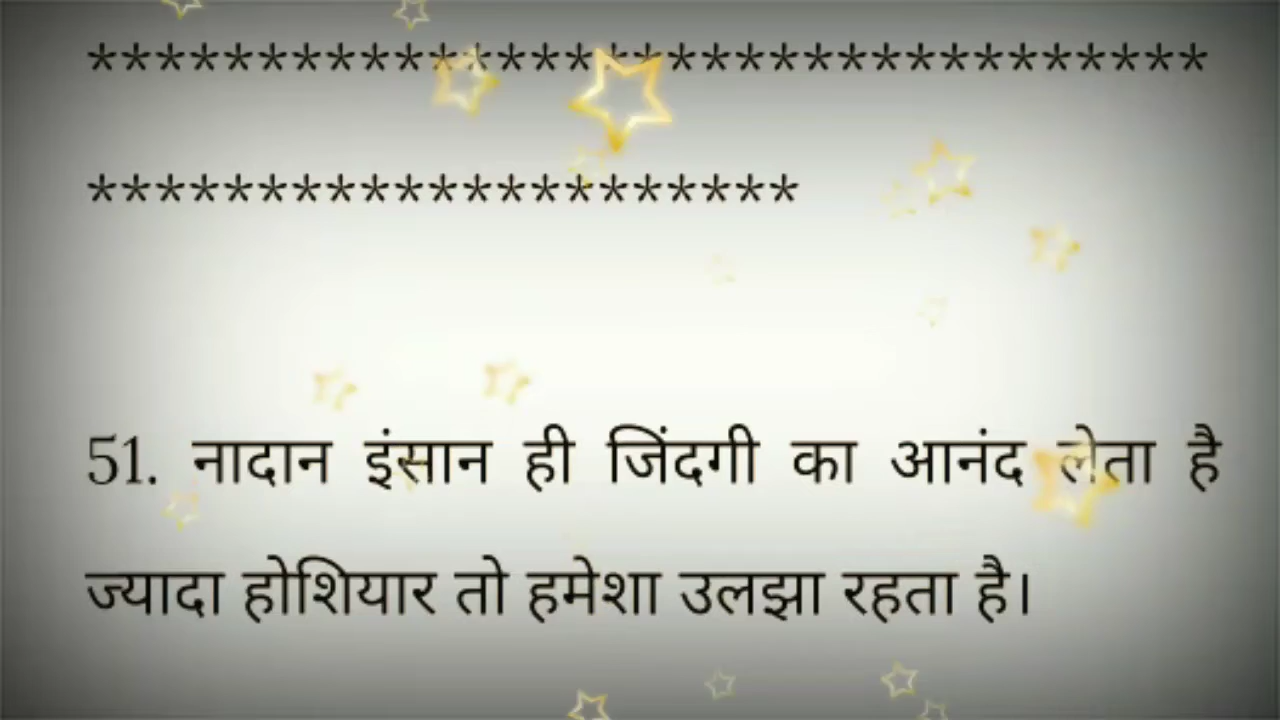 *********************************
*********************
51. नादान इंसान ही जिंदगी का आनंद लेता है
ज्यादा होशियार तो हमेशा उलझा रहता है।